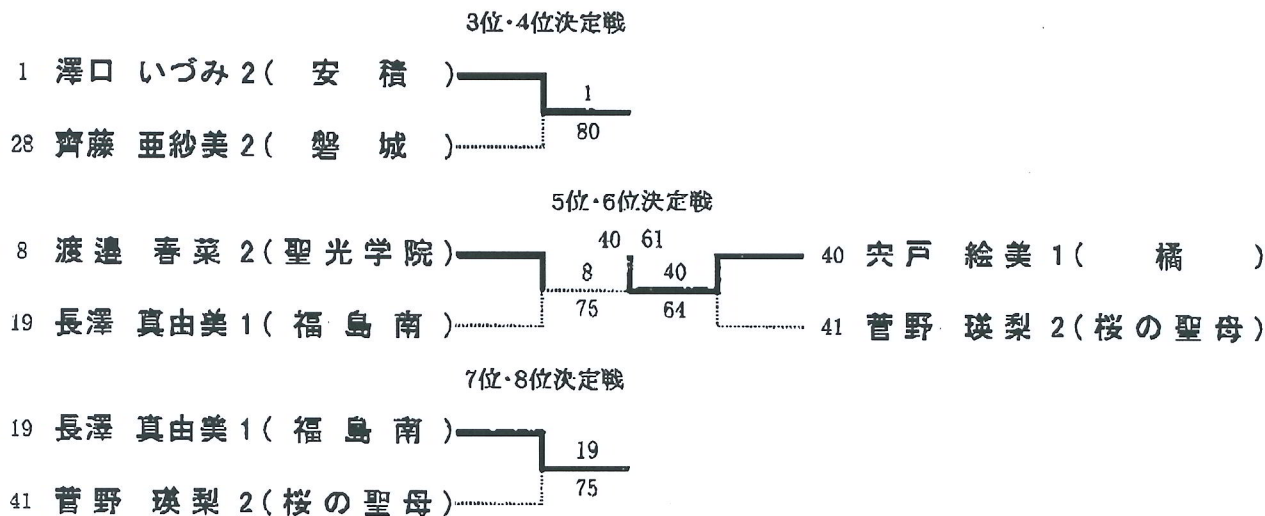 3位・4位決定戦
1 澤口 いづみ 2( 安 積 )
1
80
28 齊藤 亜紗美 2( 磐 城 )
5位・6位決定戦
40 61
8 渡邉 春菜 2(聖光学院)
8
75
40
64
40 宍戸 絵美 1( 橘 )
19 長澤 真由美 1( 福島南 )
41 菅野 瑛梨 2(桜の聖母)
7位・8位決定戦
19 長澤 真由美 1( 福島南 )
19
75
41 菅野 瑛梨 2(桜の聖母)